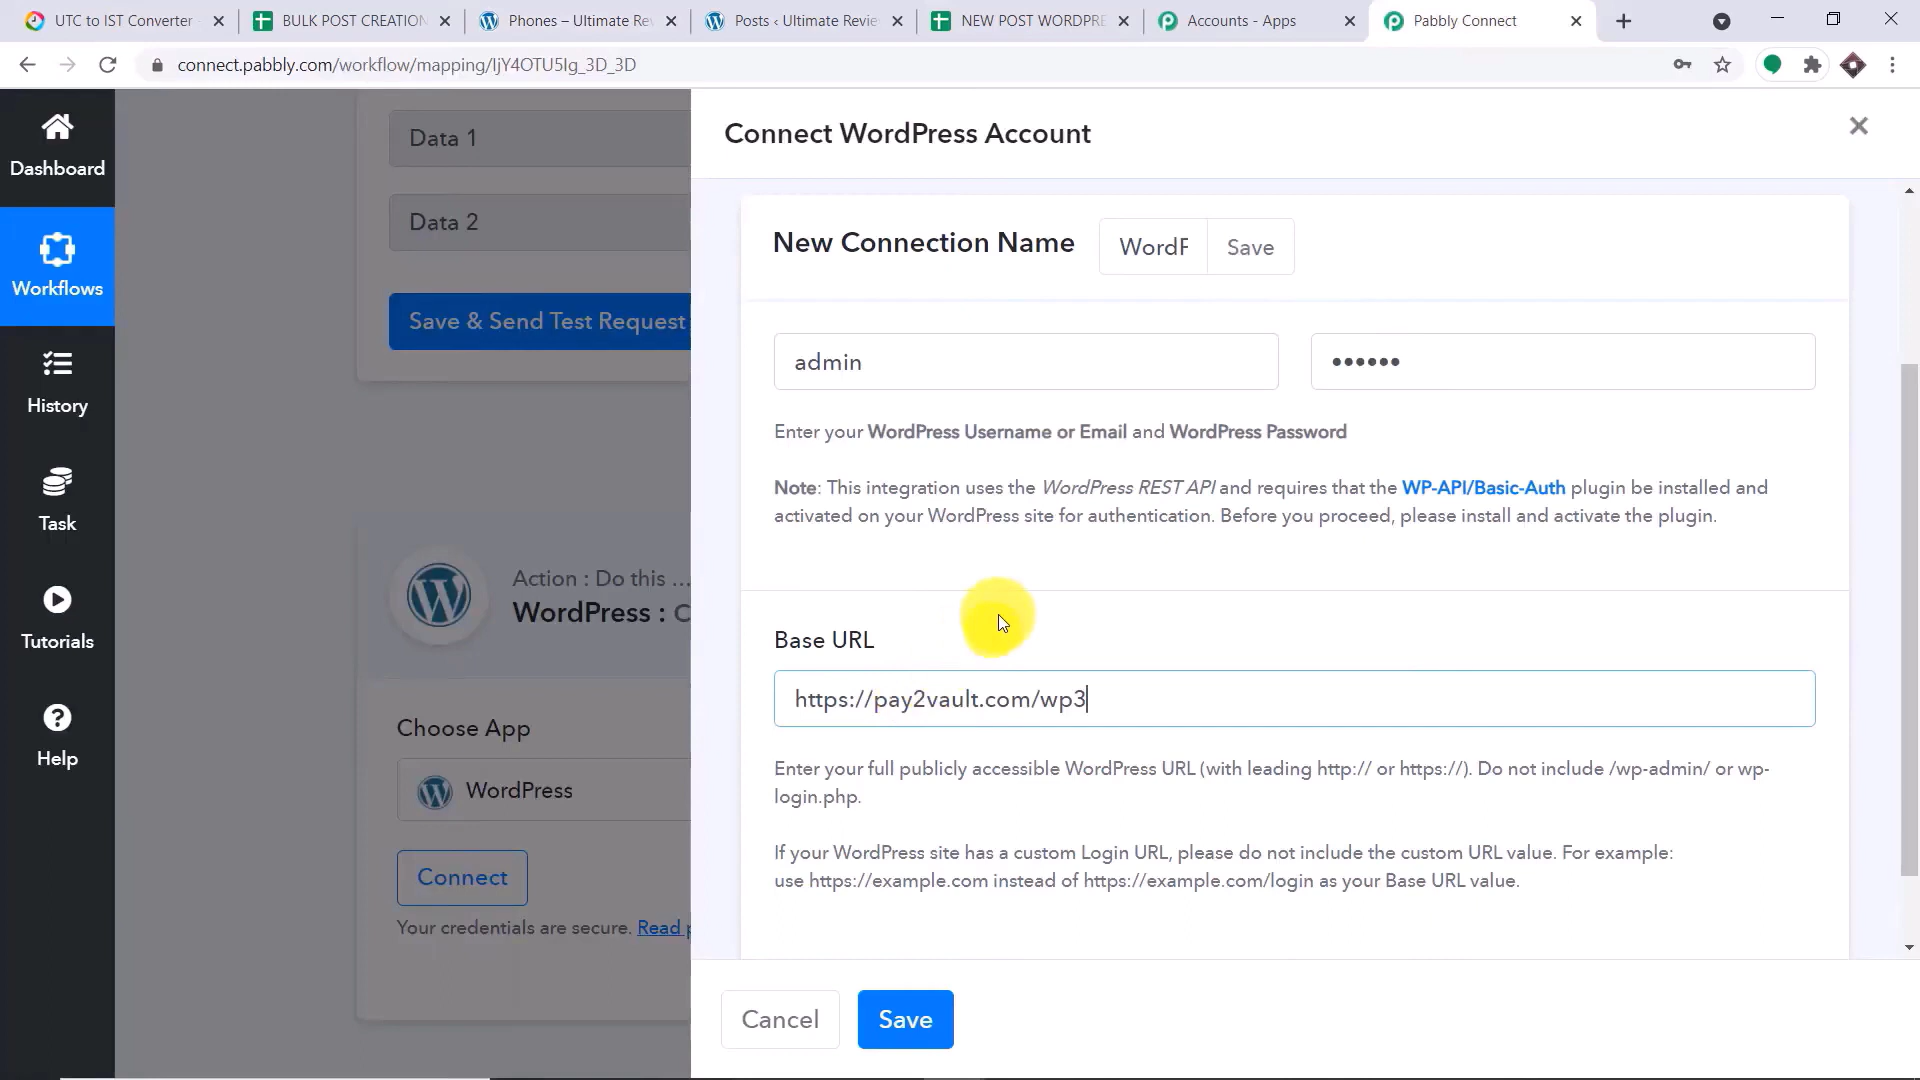 UTC to IST Converter
BULK POST CREATION
Phones – Ultimate Re
Posts ‹ Ultimate Revie
NEW POST WORDPRE
Accounts - Apps
Pabbly Connect
connect.pabbly.com/workflow/mapping/IjY4OTU5Ig_3D_3D
Dashboard
Workflows
History
Task
Tutorials
Help
Data 1
Data 2
Save & Send Test Request
Action : Do this ...
WordPress : C
Choose App
WordPress
Connect
Your credentials are secure. Read
Connect WordPress Account
New Connection Name
WordP
Save
admin
••••••
Enter your WordPress Username or Email and WordPress Password
Note: This integration uses the WordPress REST API and requires that the WP-API/Basic-Auth plugin be installed and
activated on your WordPress site for authentication. Before you proceed, please install and activate the plugin.
Base URL
https://pay2vault.com/wp3
Enter your full publicly accessible WordPress URL (with leading http:// or https://). Do not include /wp-admin/ or wp-
login.php.
If your WordPress site has a custom Login URL, please do not include the custom URL value. For example:
use https://example.com instead of https://example.com/login as your Base URL value.
Cancel
Save